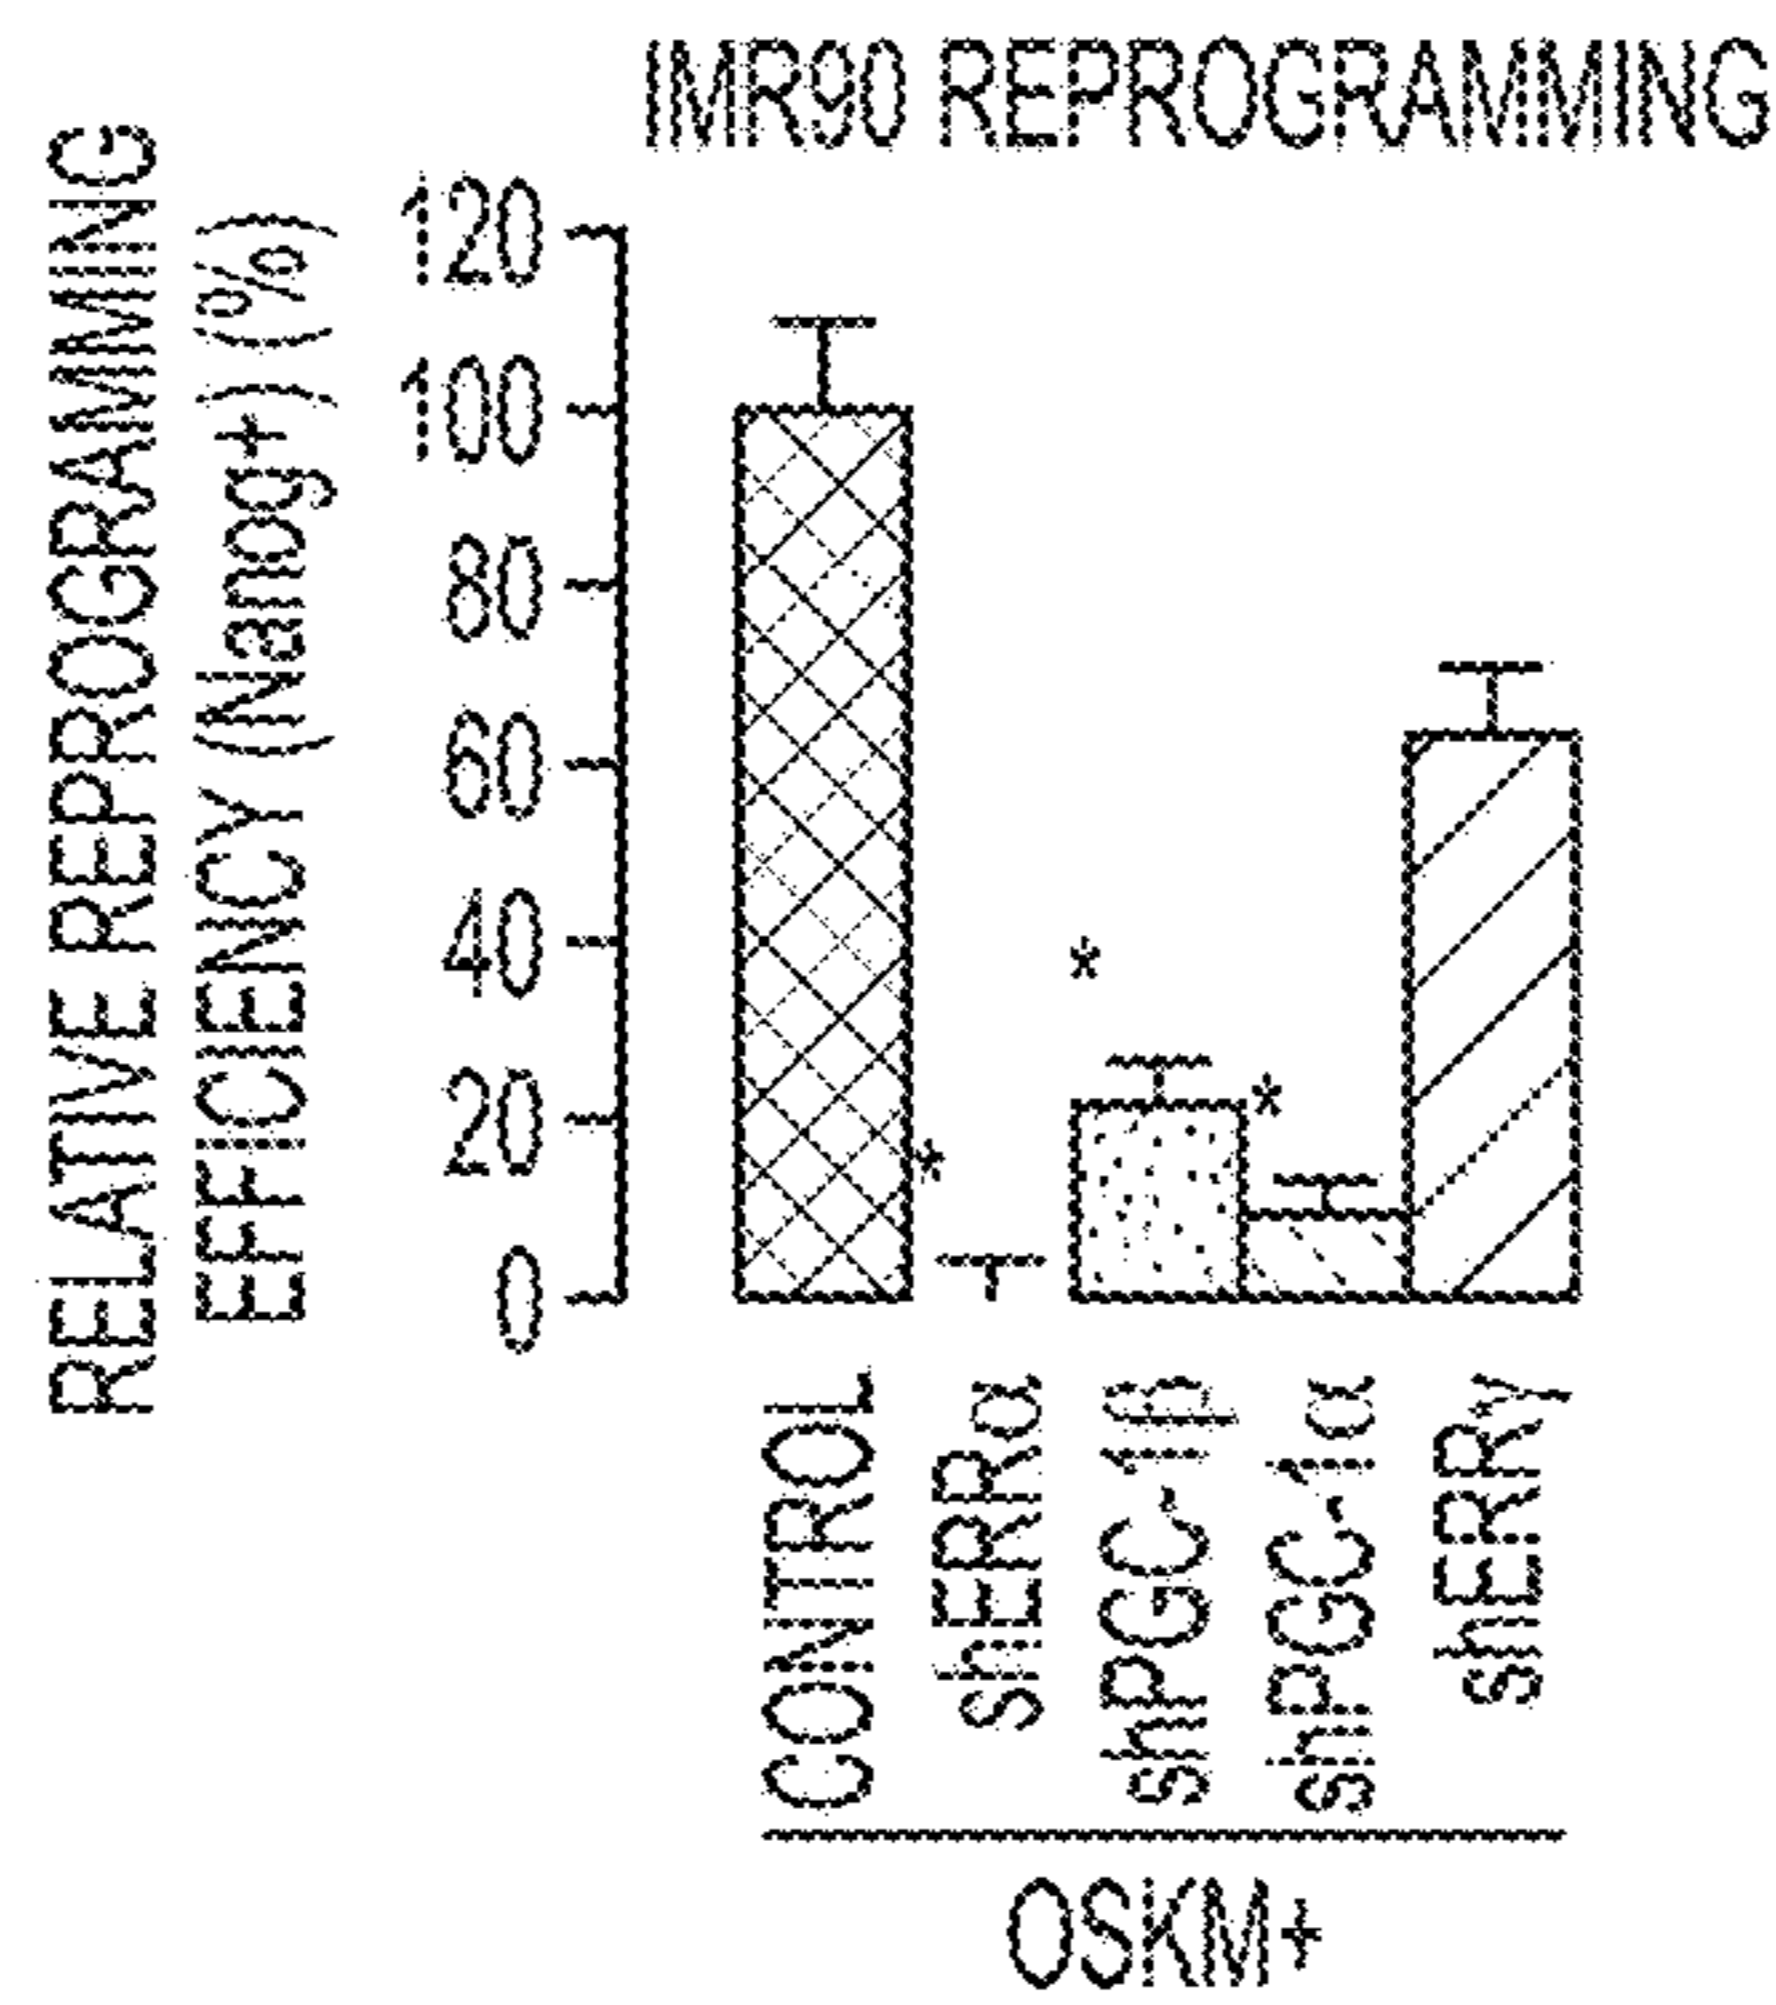 IMR90 REPROGRAMMING
RELATIVE REPROGRAMMING
EFFICIENCY (Nanog+) (%)
120
100
80
60
40
20
0
*
*
*
CONTROL
shERRα
shPGC-1β
shPGC-1α
shERRγ
OSKM+